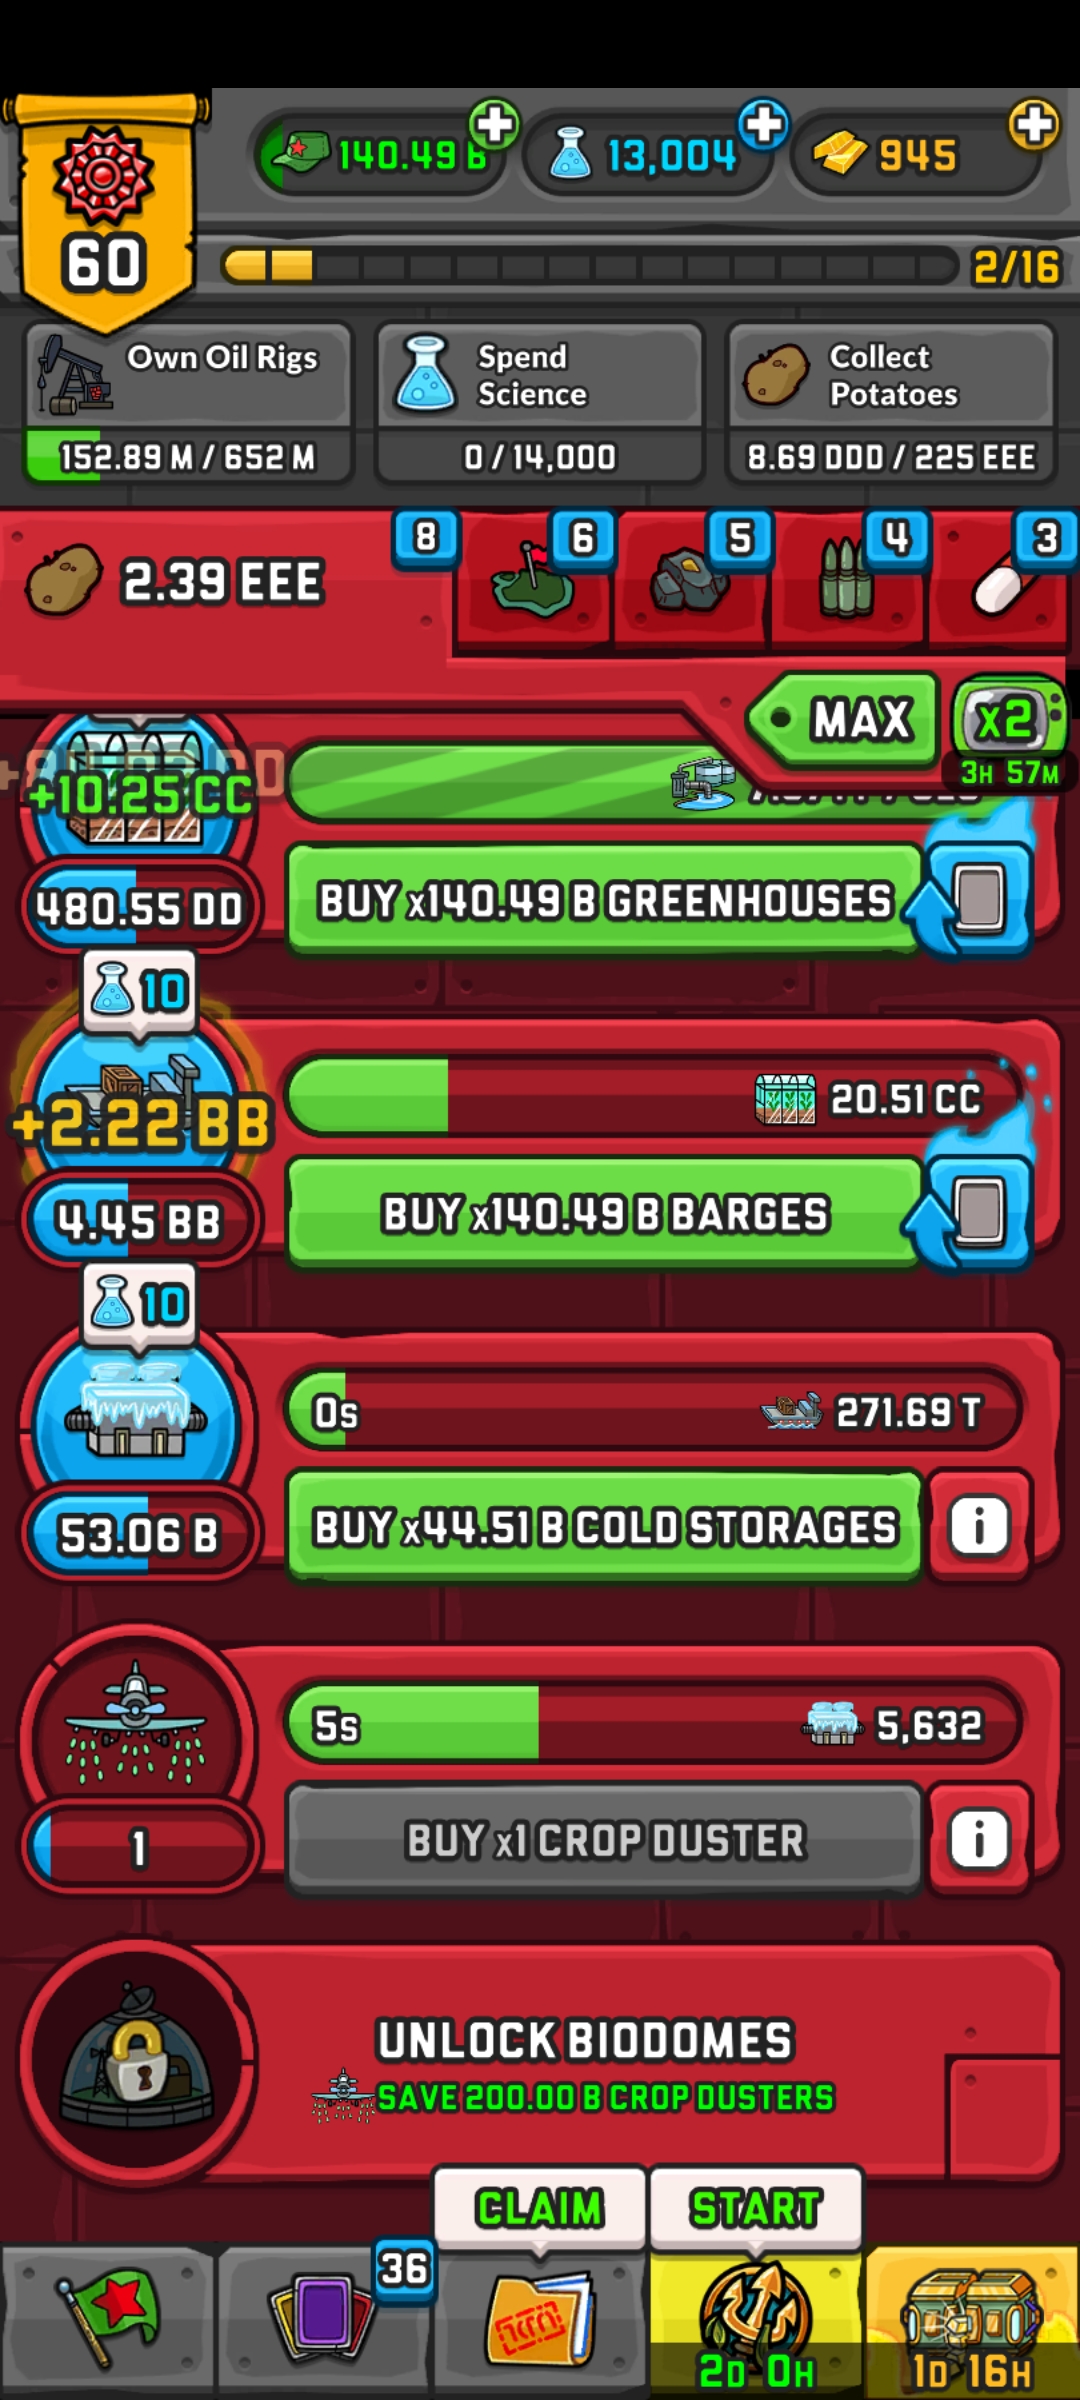 60
140.49 B
13,004
945
2/16
Own Oil Rigs
152.89 M / 652 M
Spend
Science
0 / 14,000
Collect
Potatoes
8.69 DDD / 225 EEE
2.39 EEE
8
6
5
4
3
MAX
x2
3H 57M
+10.25 CC
480.55 DD
BUY x140.49 B GREENHOUSES
10
+2.22 BB
20.51 CC
4.45 BB
BUY x140.49 B BARGES
10
0s
271.69 T
53.06 B
BUY x44.51 B COLD STORAGES
5s
5,632
1
BUY x1 CROP DUSTER
UNLOCK BIODOMES
SAVE 200.00 B CROP DUSTERS
CLAIM
START
36
2D 0H
1D 16H